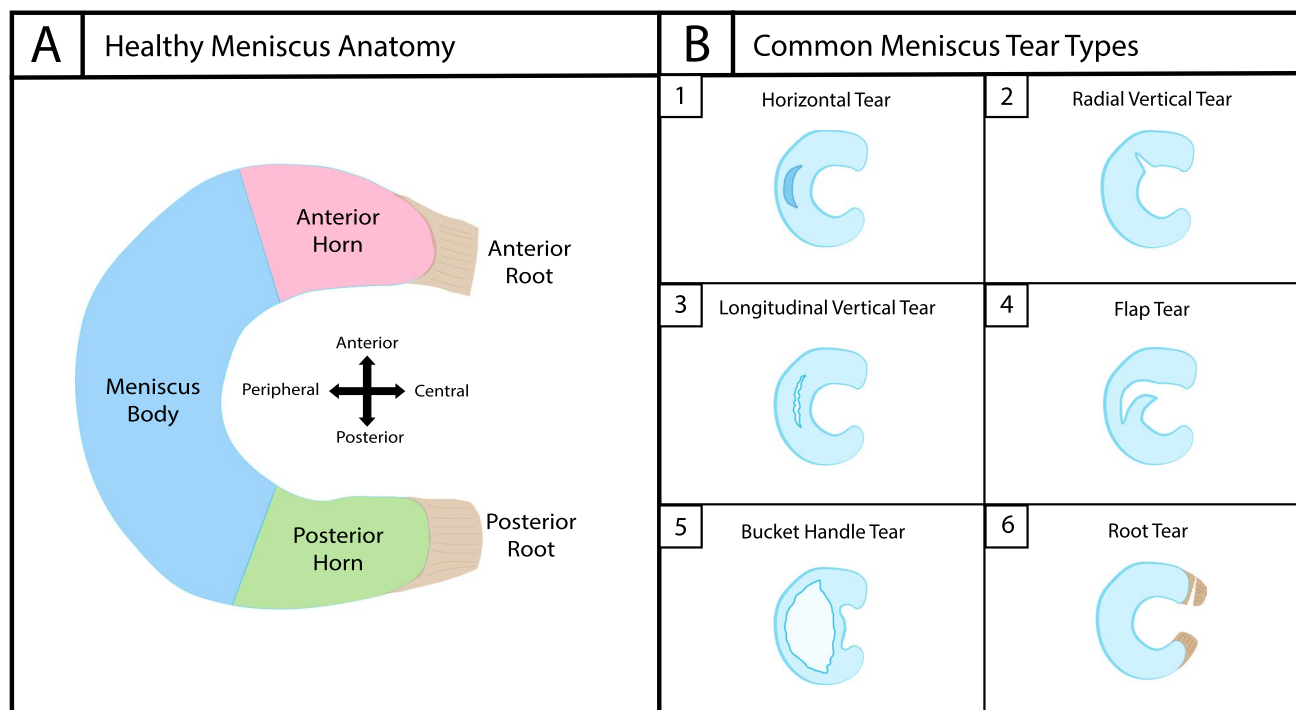 A
Healthy Meniscus Anatomy
Anterior
Horn
Anterior
Root
Meniscus
Body
Anterior
Peripheral
Central
Posterior
Posterior
Horn
Posterior
Root
B
Common Meniscus Tear Types
1
Horizontal Tear
2
Radial Vertical Tear
3
Longitudinal Vertical Tear
4
Flap Tear
5
Bucket Handle Tear
6
Root Tear